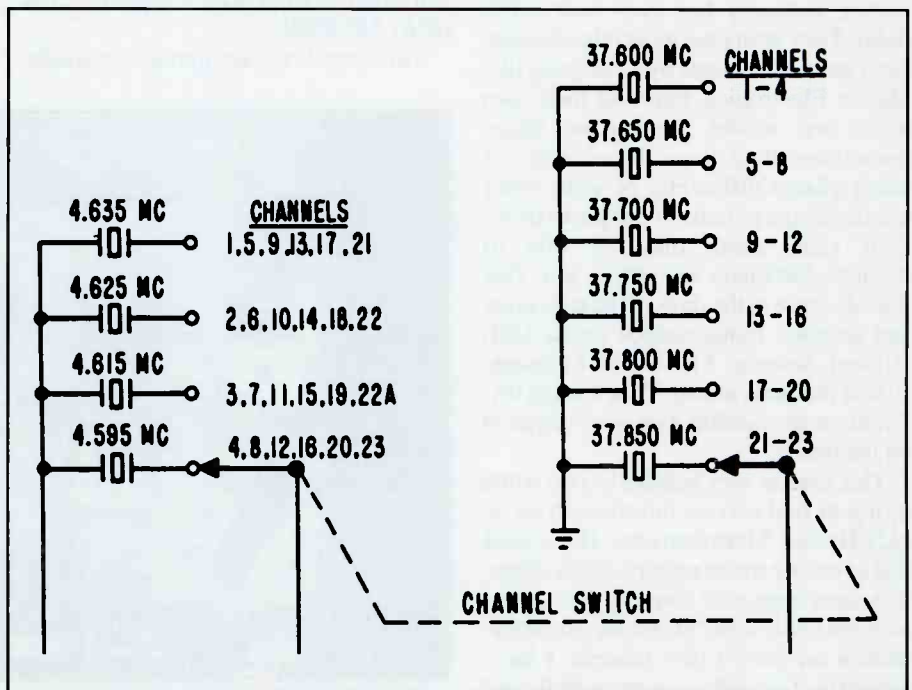 37.600 MC
CHANNELS
1-4
37.650 MC
5-8
4.635 MC
CHANNELS
1,5,9,13,17,21
37.700 MC
9-12
4.625 MC
2,6,10,14,18,22
37.750 MC
13-16
4.615 MC
3,7,11,15,19,22A
37.800 MC
17-20
4.595 MC
4,8,12,16,20,23
37.850 MC
21-23
CHANNEL SWITCH